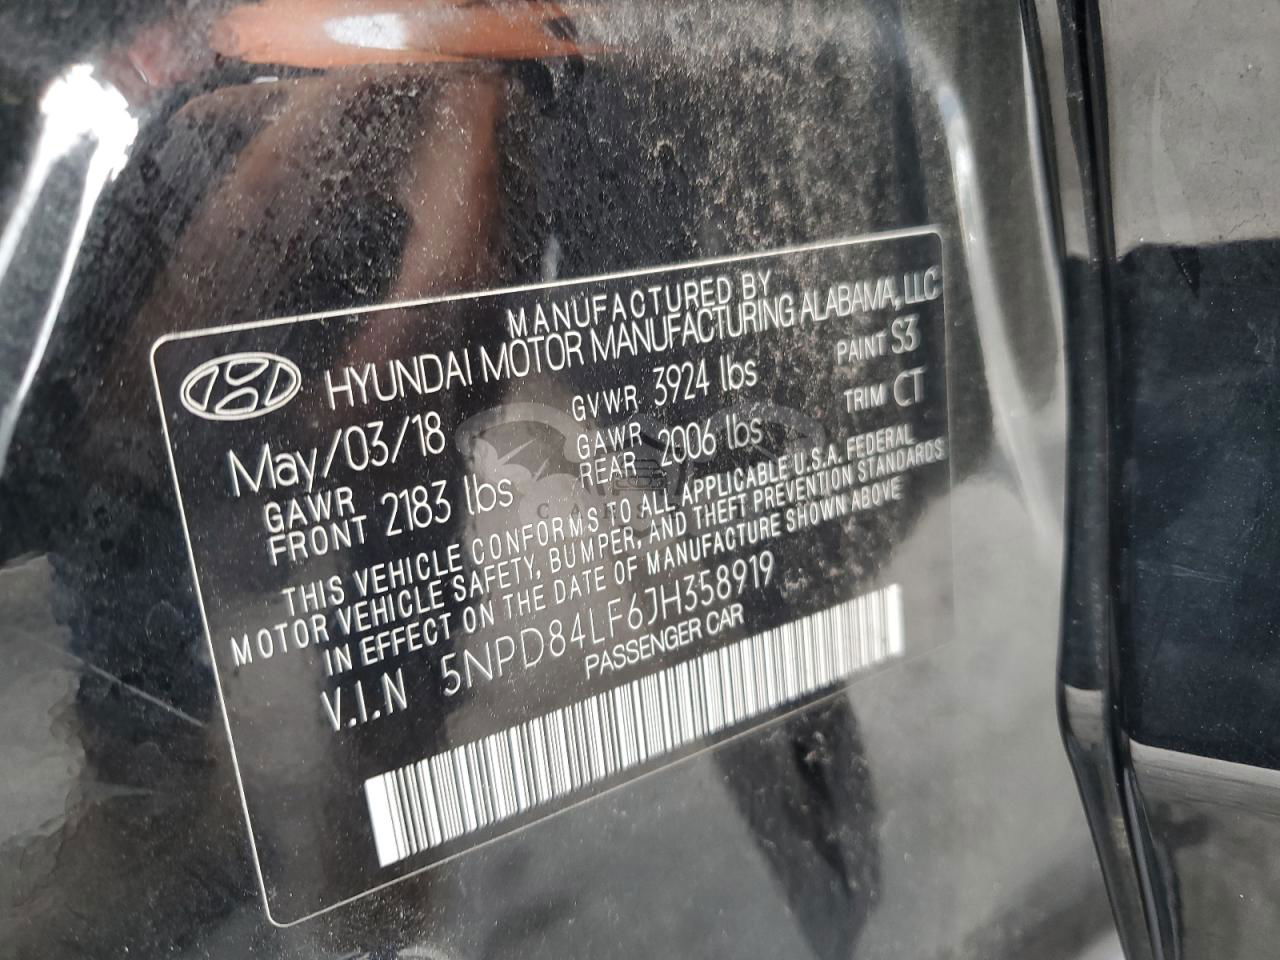 MANUFACTURED BY
HYUNDAI MOTOR MANUFACTURING ALABAMA, LLC
May/03/18 GVWR 3924 lbs PAINT S3
GAWR FRONT 2183 lbs GAWR REAR 2006 lbs TRIM CT
THIS VEHICLE CONFORMS TO ALL APPLICABLE U.S.A. FEDERAL
MOTOR VEHICLE SAFETY, BUMPER, AND THEFT PREVENTION STANDARDS
IN EFFECT ON THE DATE OF MANUFACTURE SHOWN ABOVE
V.I.N 5NPD84LF6JH358919
PASSENGER CAR